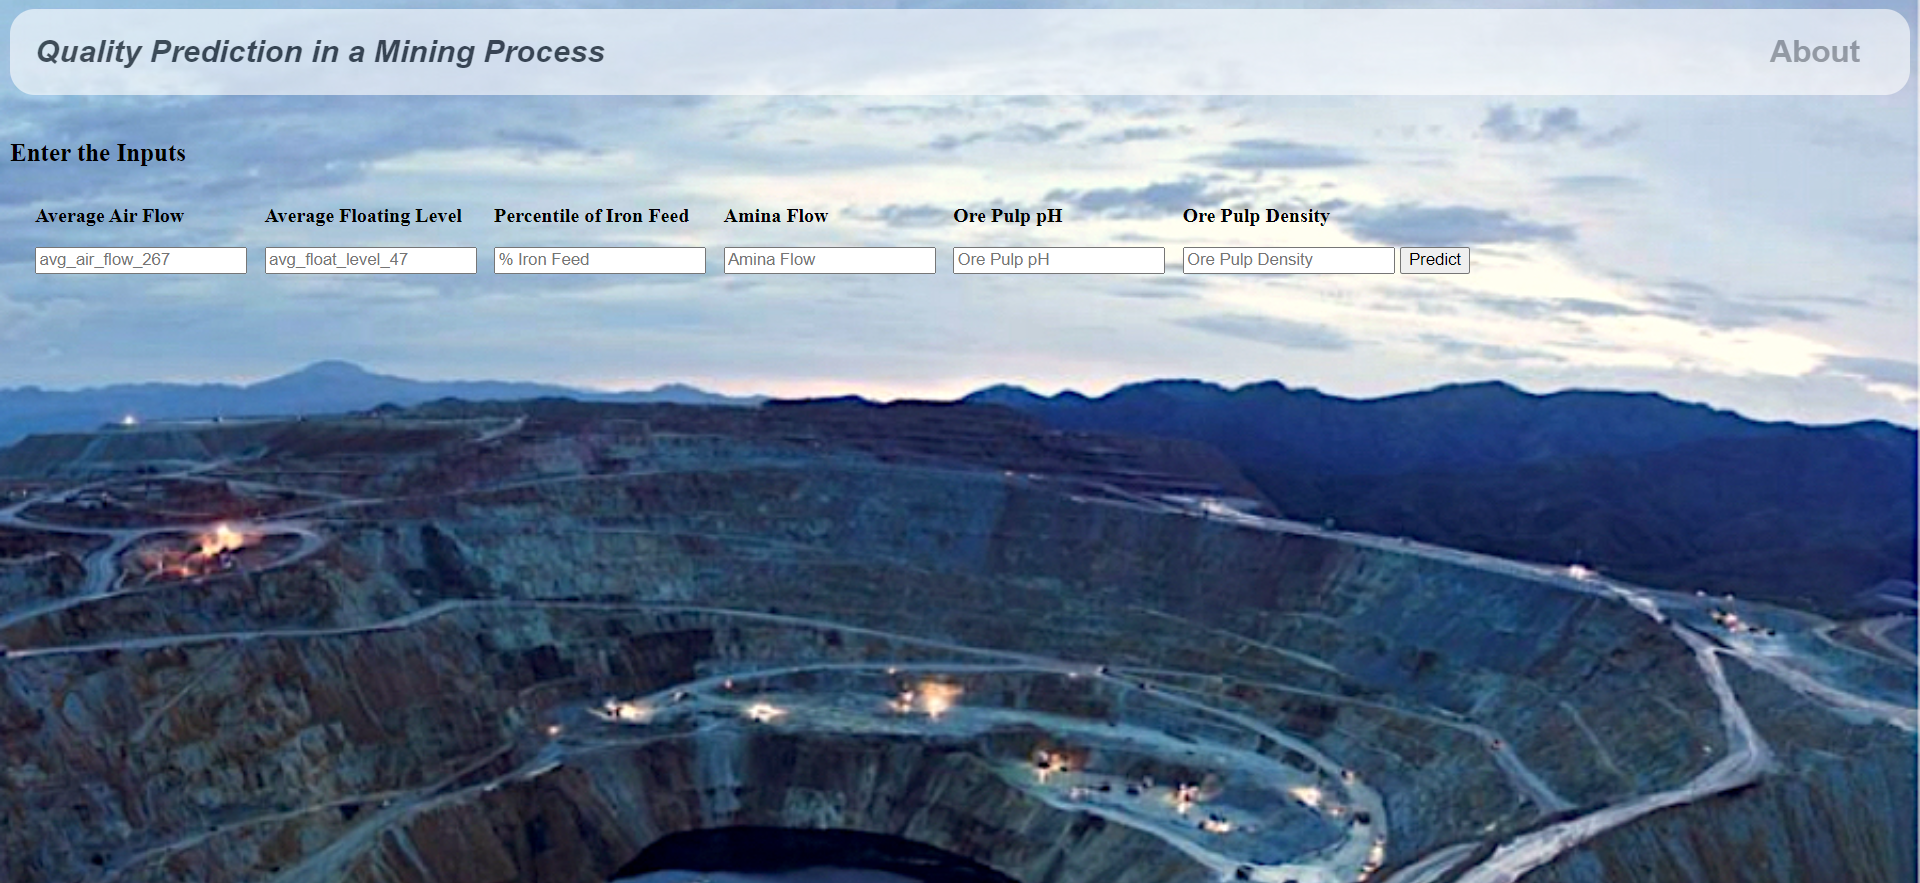 Quality Prediction in a Mining Process About
Enter the Inputs
Average Air Flow Average Floating Level Percentile of Iron Feed Amina Flow Ore Pulp pH Ore Pulp Density
avg_air_flow_267 avg_float_level_47 % Iron Feed Amina Flow Ore Pulp pH Ore Pulp Density Predict